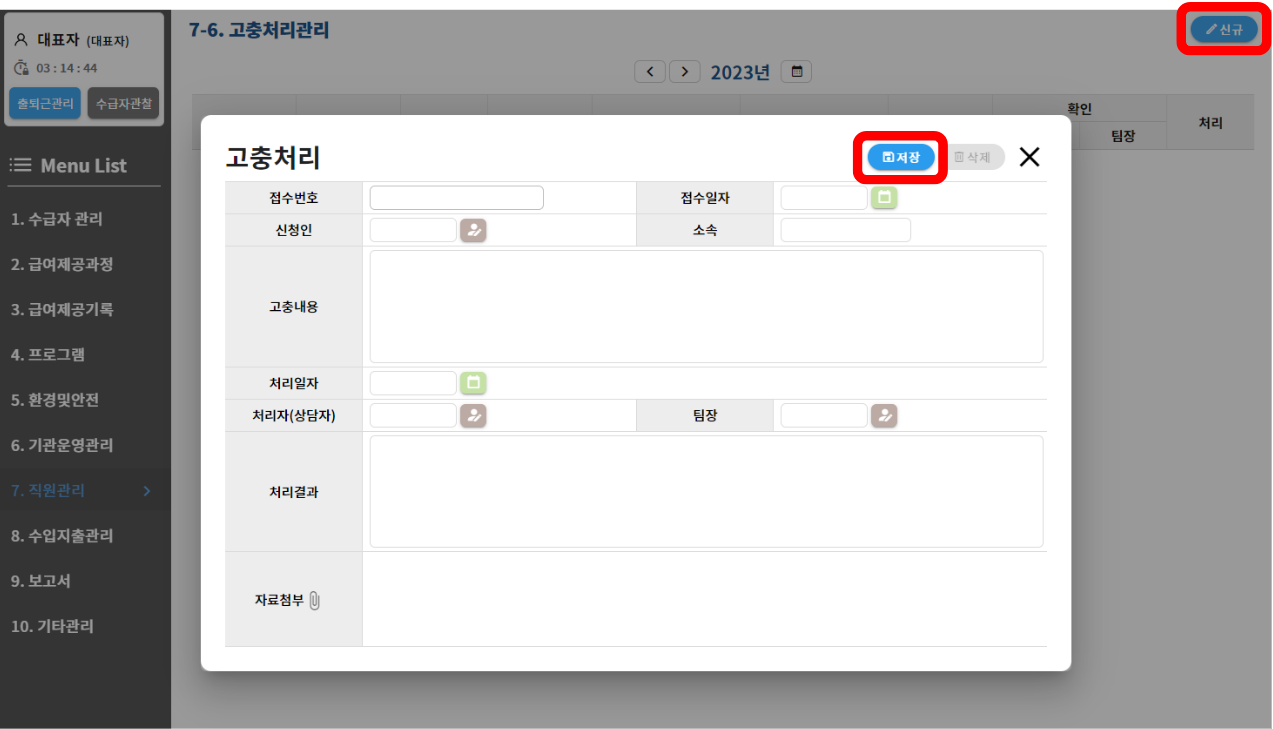 대표자 (대표자)
03 : 14 : 44
출퇴근관리 수급자관찰
Menu List
1. 수급자 관리
2. 급여제공과정
3. 급여제공기록
4. 프로그램
5. 환경및안전
6. 기관운영관리
7. 직원관리
8. 수입지출관리
9. 보고서
10. 기타관리
7-6. 고충처리관리
신규
2023년
확인
팀장
처리
고충처리
저장 삭제
접수번호 접수일자
신청인 소속
고충내용
처리일자
처리자(상담자) 팀장
처리결과
자료첨부